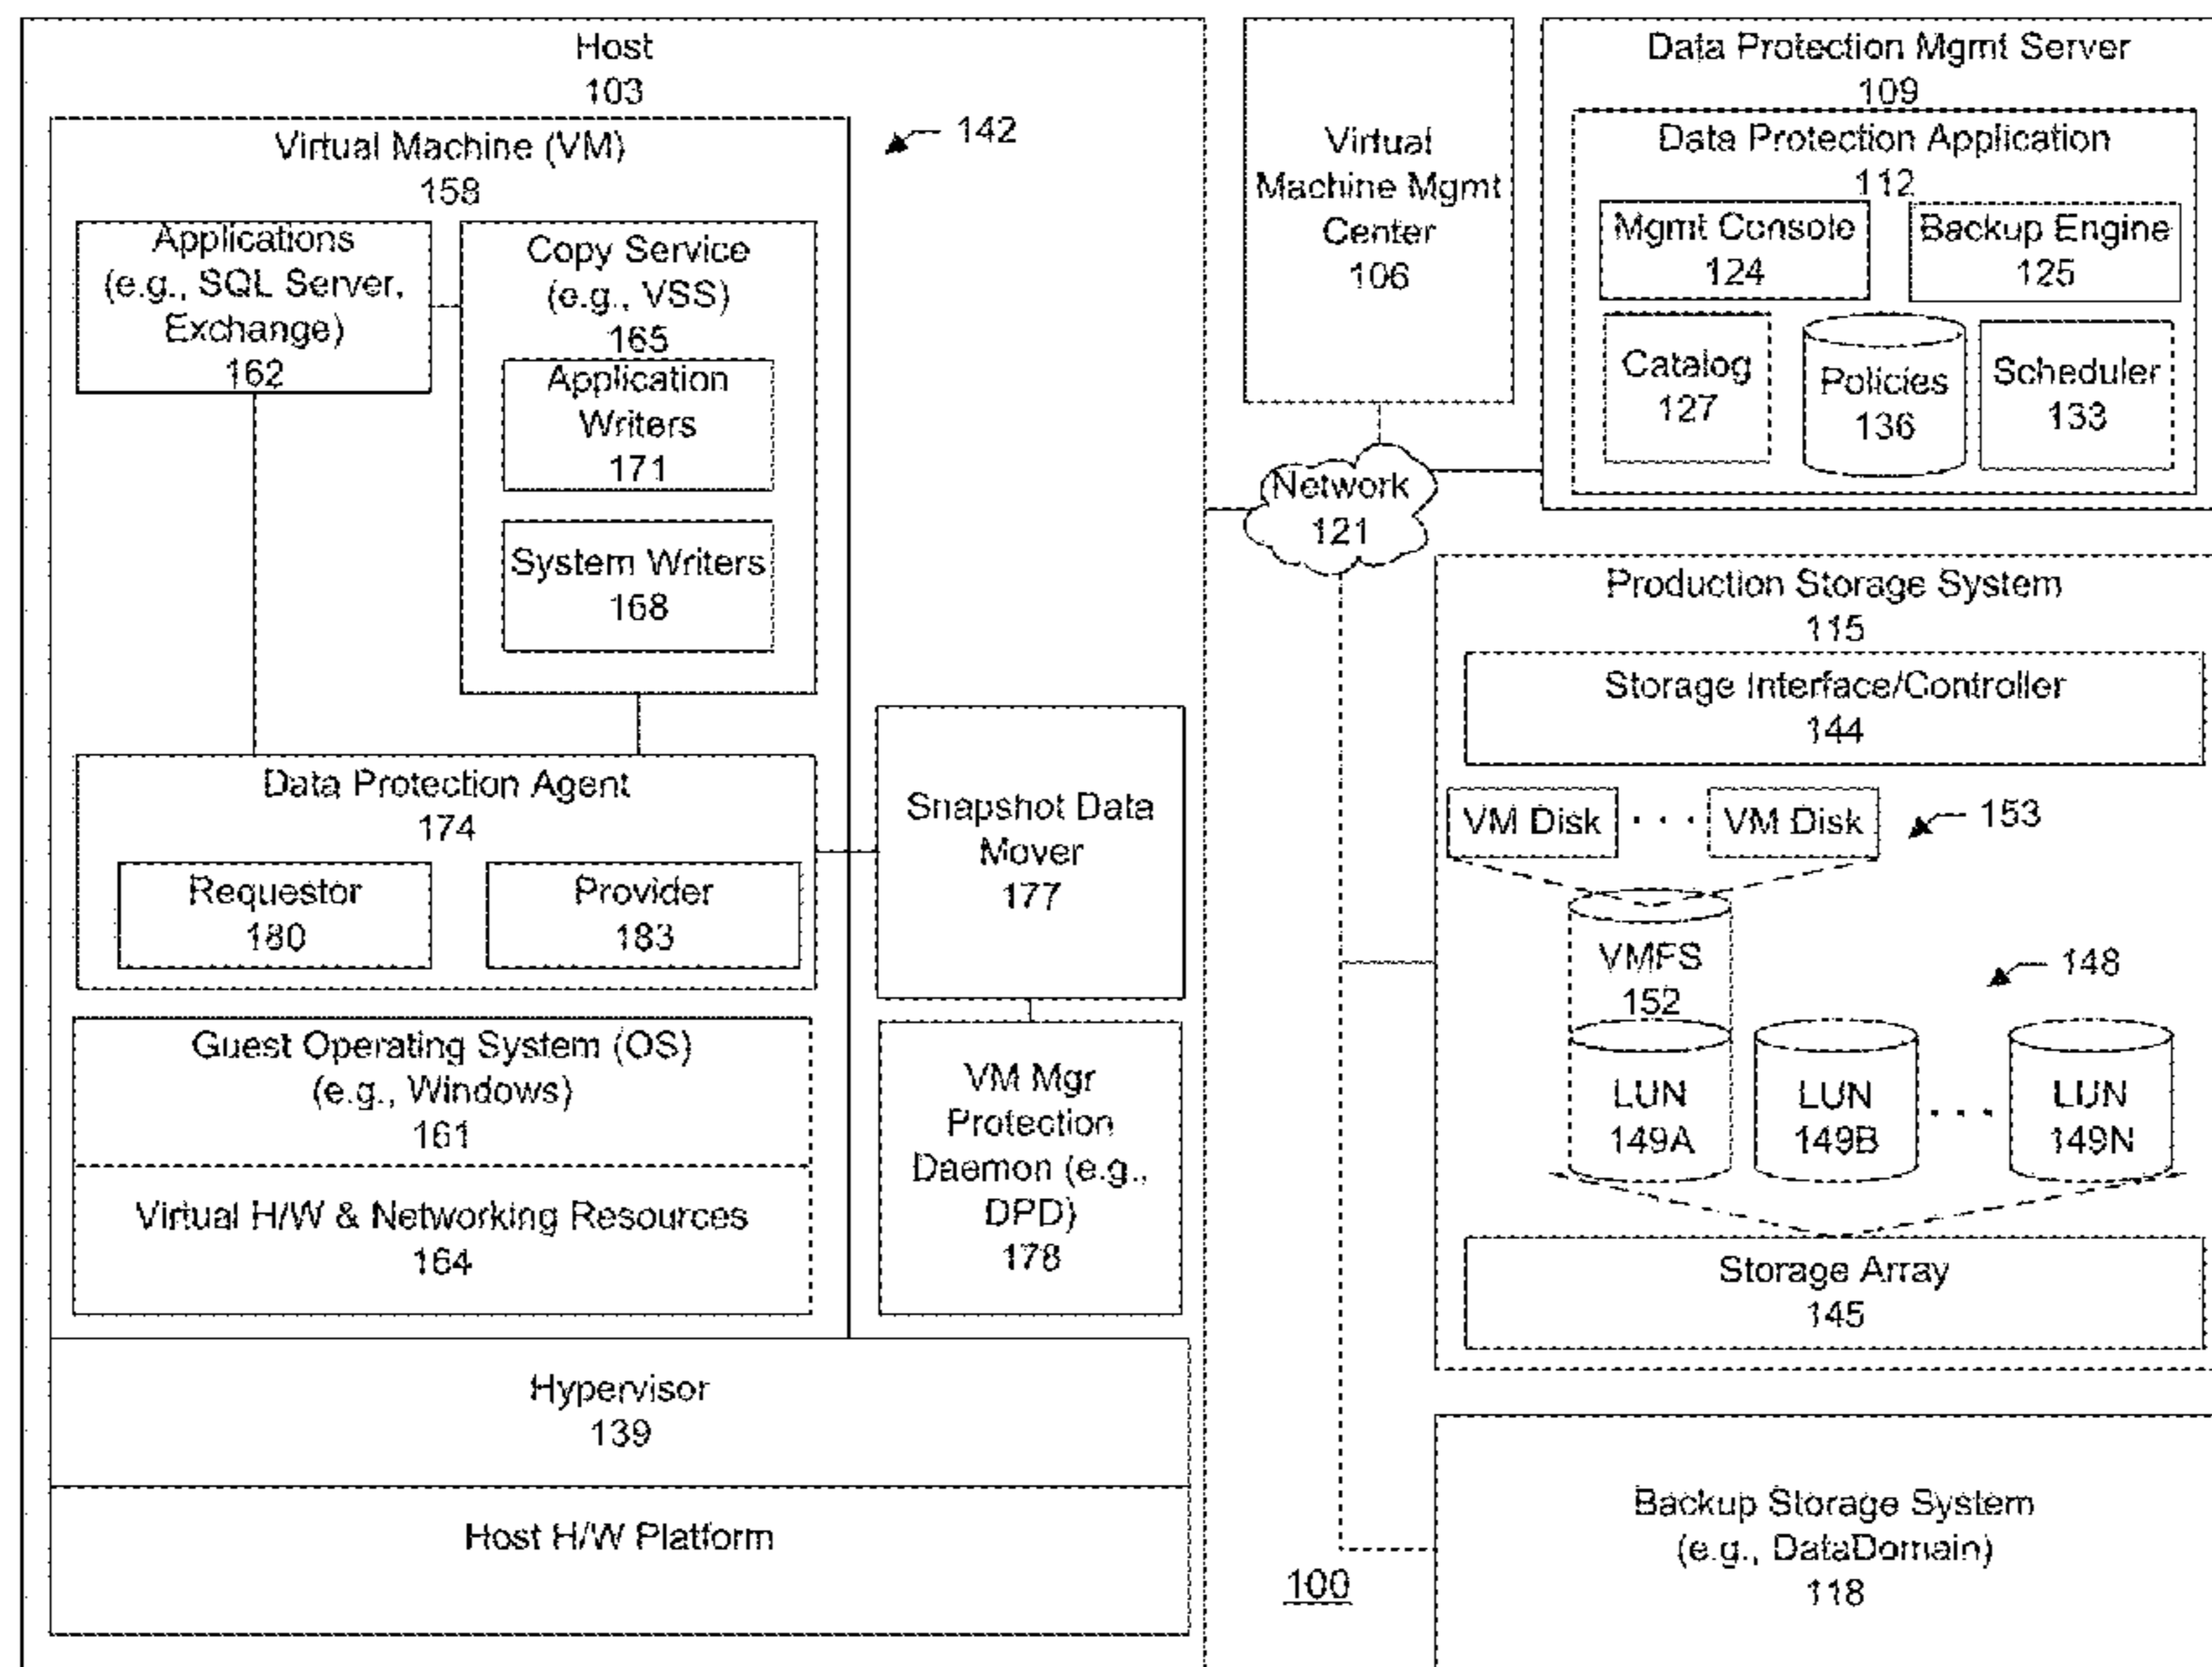 Host
103
142
Virtual Machine (VM)
158
Applications
(e.g., SQL Server,
Exchange)
162
Copy Service
(e.g., VSS)
165
Application
Writers
171
System Writers
168
Data Protection Agent
174
Requestor
180
Provider
183
Snapshot Data
Mover
177
Guest Operating System (OS)
(e.g., Windows)
161
Virtual H/W & Networking Resources
164
VM Mgr
Protection
Daemon (e.g.,
DPD)
178
Hypervisor
139
Host H/W Platform
Virtual
Machine Mgmt
Center
106
Network
121
100
Data Protection Mgmt Server
109
Data Protection Application
112
Mgmt Console
124
Backup Engine
125
Catalog
127
Policies
136
Scheduler
133
Production Storage System
115
Storage Interface/Controller
144
VM Disk
. . .
VM Disk
153
VMFS
152
148
LUN
149A
LUN
149B
. . .
LUN
149N
Storage Array
145
Backup Storage System
(e.g., DataDomain)
118